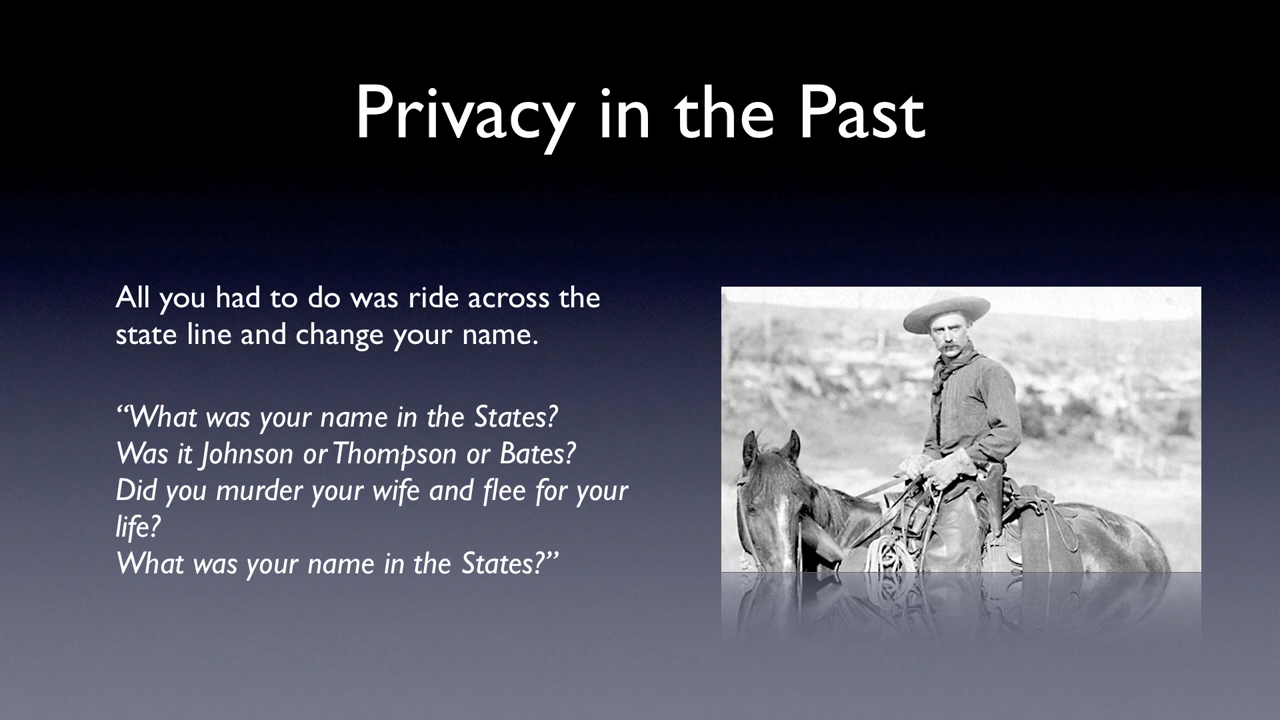 Privacy in the Past
All you had to do was ride across the
state line and change your name.
“What was your name in the States?
Was it Johnson or Thompson or Bates?
Did you murder your wife and flee for your
life?
What was your name in the States?”